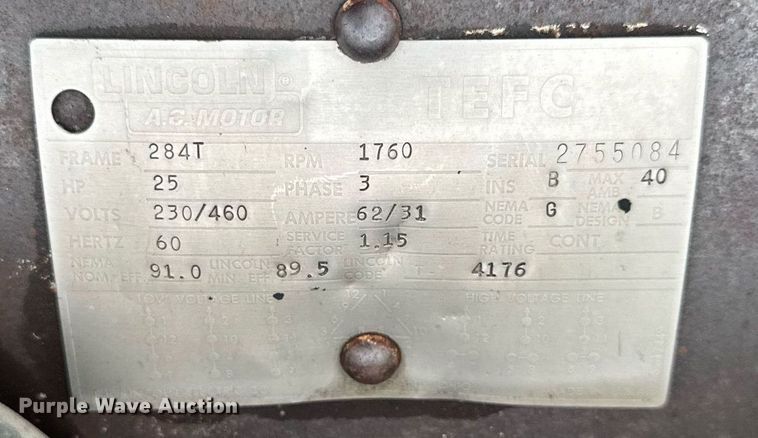 LINCOLN ®
A.C. MOTOR TEFC
FRAME 284T RPM 1760 SERIAL 2755084
HP 25 PHASE 3 INS B MAX AMB 40
VOLTS 230/460 AMPERE 62/31 NEMA CODE G NEMA DESIGN B
HERTZ 60 SERVICE FACTOR 1.15 TIME RATING CONT.
NEMA NOM. EFF. 91.0 LINCOLN MIN. EFF. 89.5 LINCOLN CODE T- 4176
LOW VOLTAGE LINE HIGH VOLTAGE LINE
Purple Wave Auction